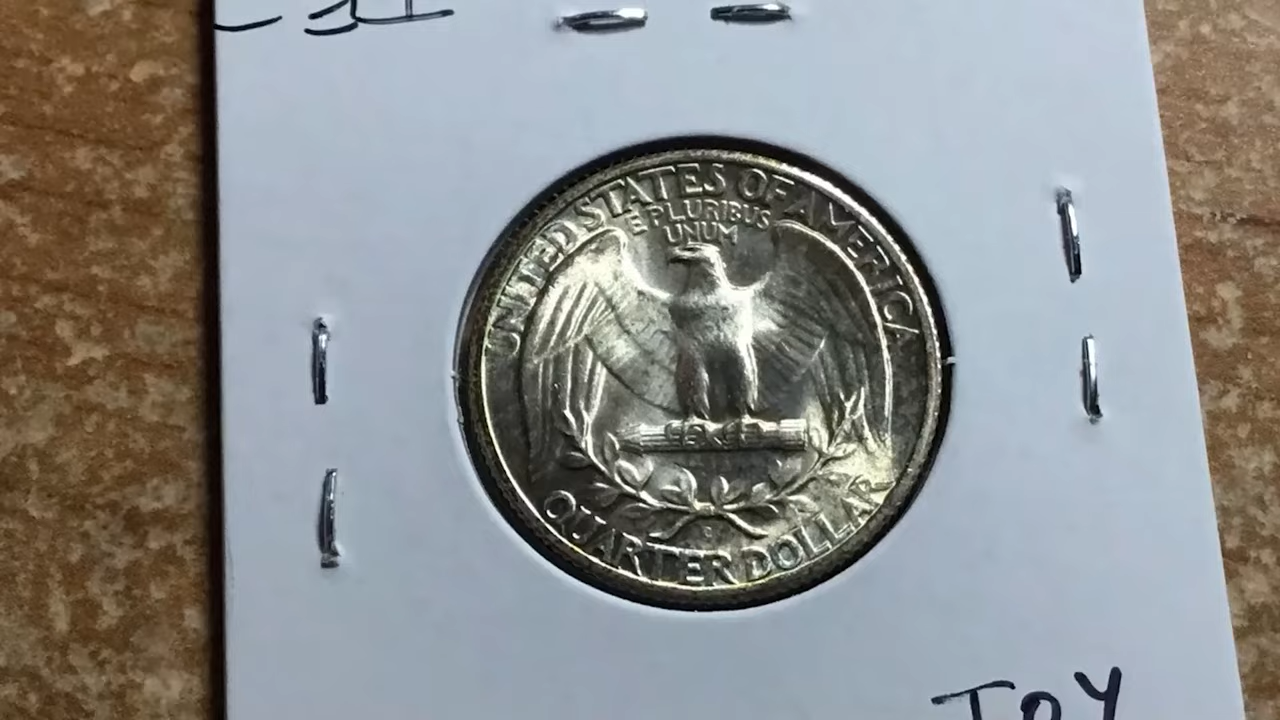 UNITED STATES OF AMERICA
E PLURIBUS
UNUM
QUARTER DOLLAR